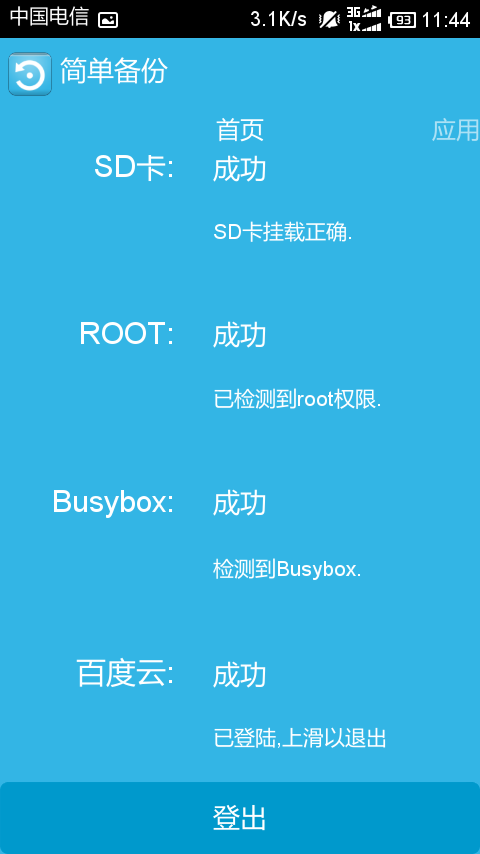 中国电信 3.1K/s 3G 1X 93 11:44
简单备份
首页 应用
SD卡: 成功
SD卡挂载正确.
ROOT: 成功
已检测到root权限.
Busybox: 成功
检测到Busybox.
百度云: 成功
已登陆,上滑以退出
登出